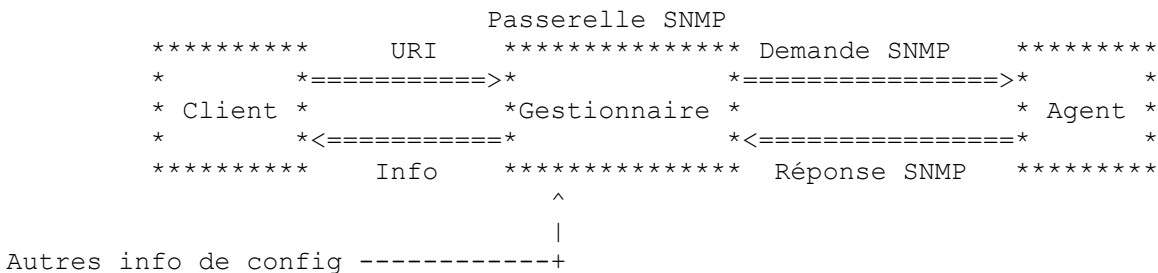 Passerelle SNMP
********** URI *************** Demande SNMP *********
* *===========>* *================>* *
* Client * *Gestionnaire * * Agent *
* *<===========* *<================* *
********** Info *************** Réponse SNMP *********
^
|
Autres info de config ------------+